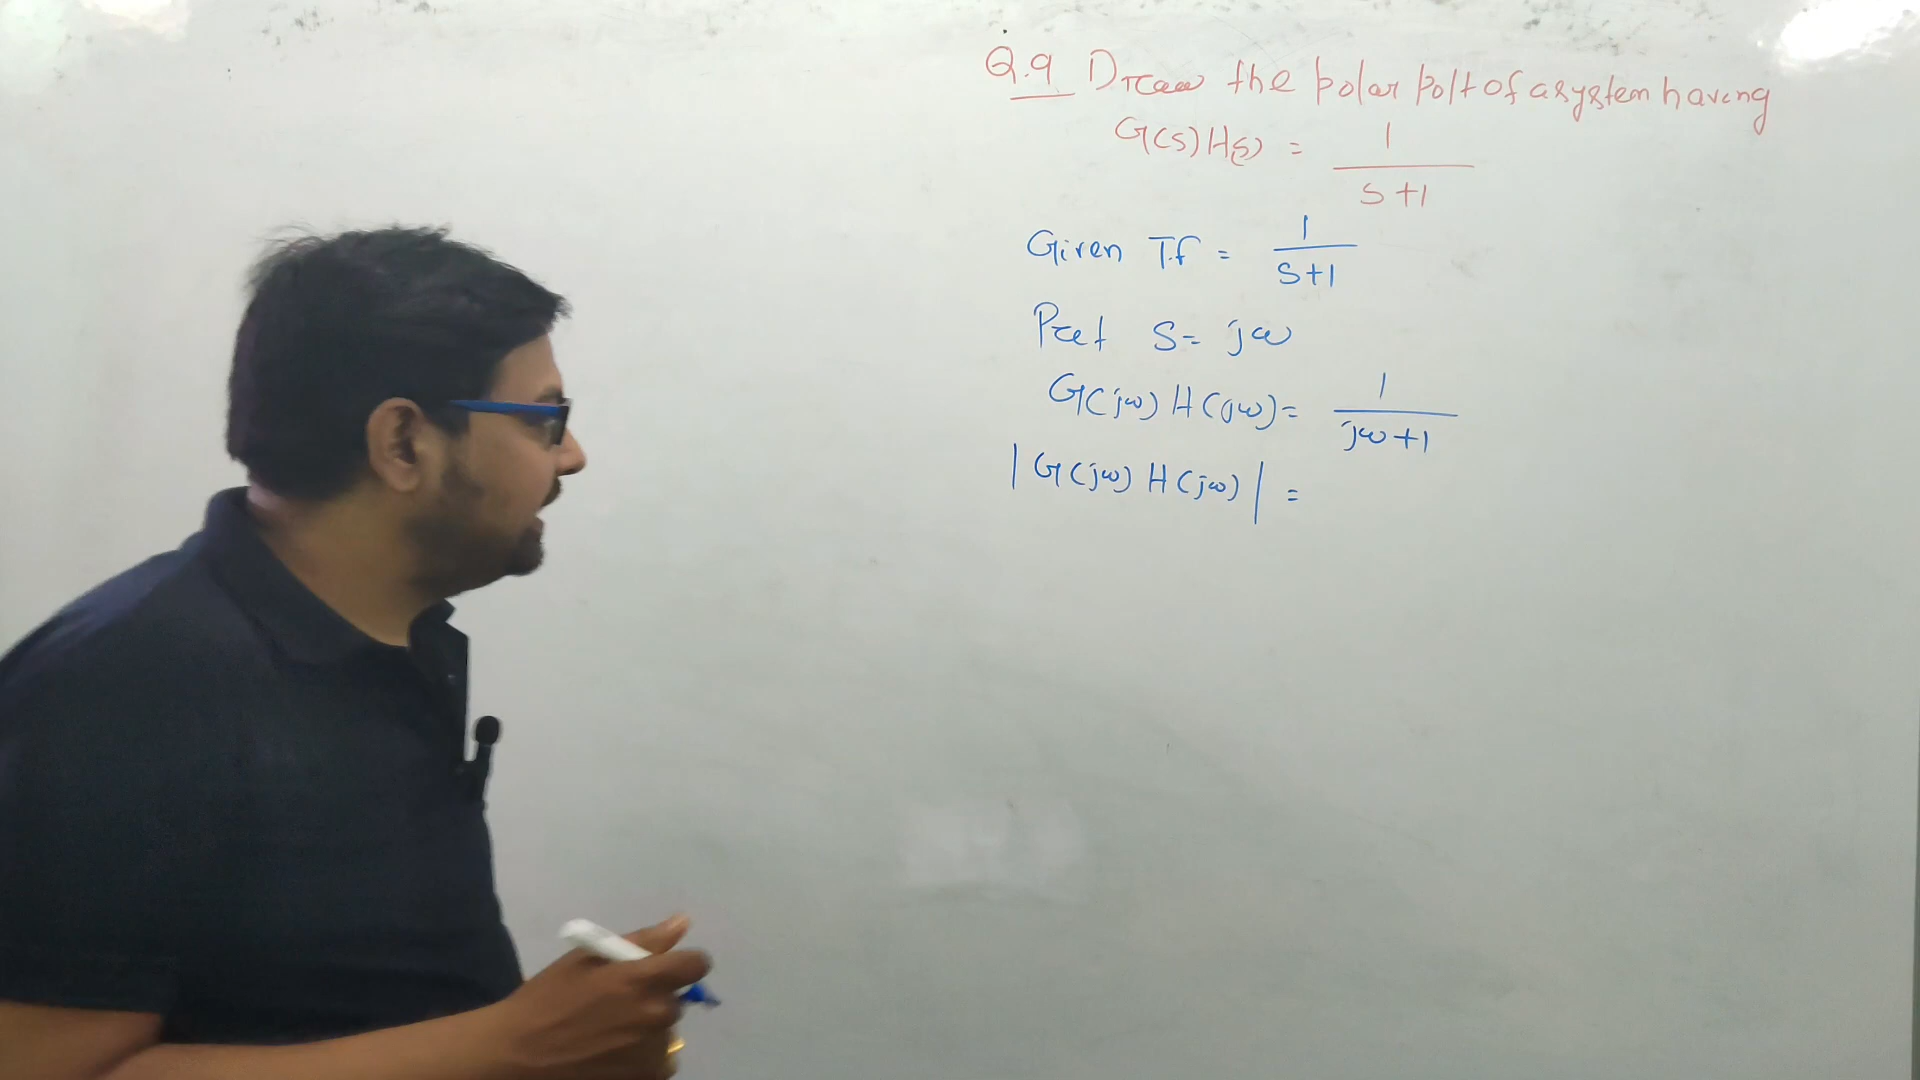 Q.9 Draw the polar Polt of a system having
G(s)H(s) = 1/(s+1)
Given T.f = 1/(s+1)
Put s = jω
G(jω) H(jω) = 1/(jω+1)
|G(jω) H(jω)| =